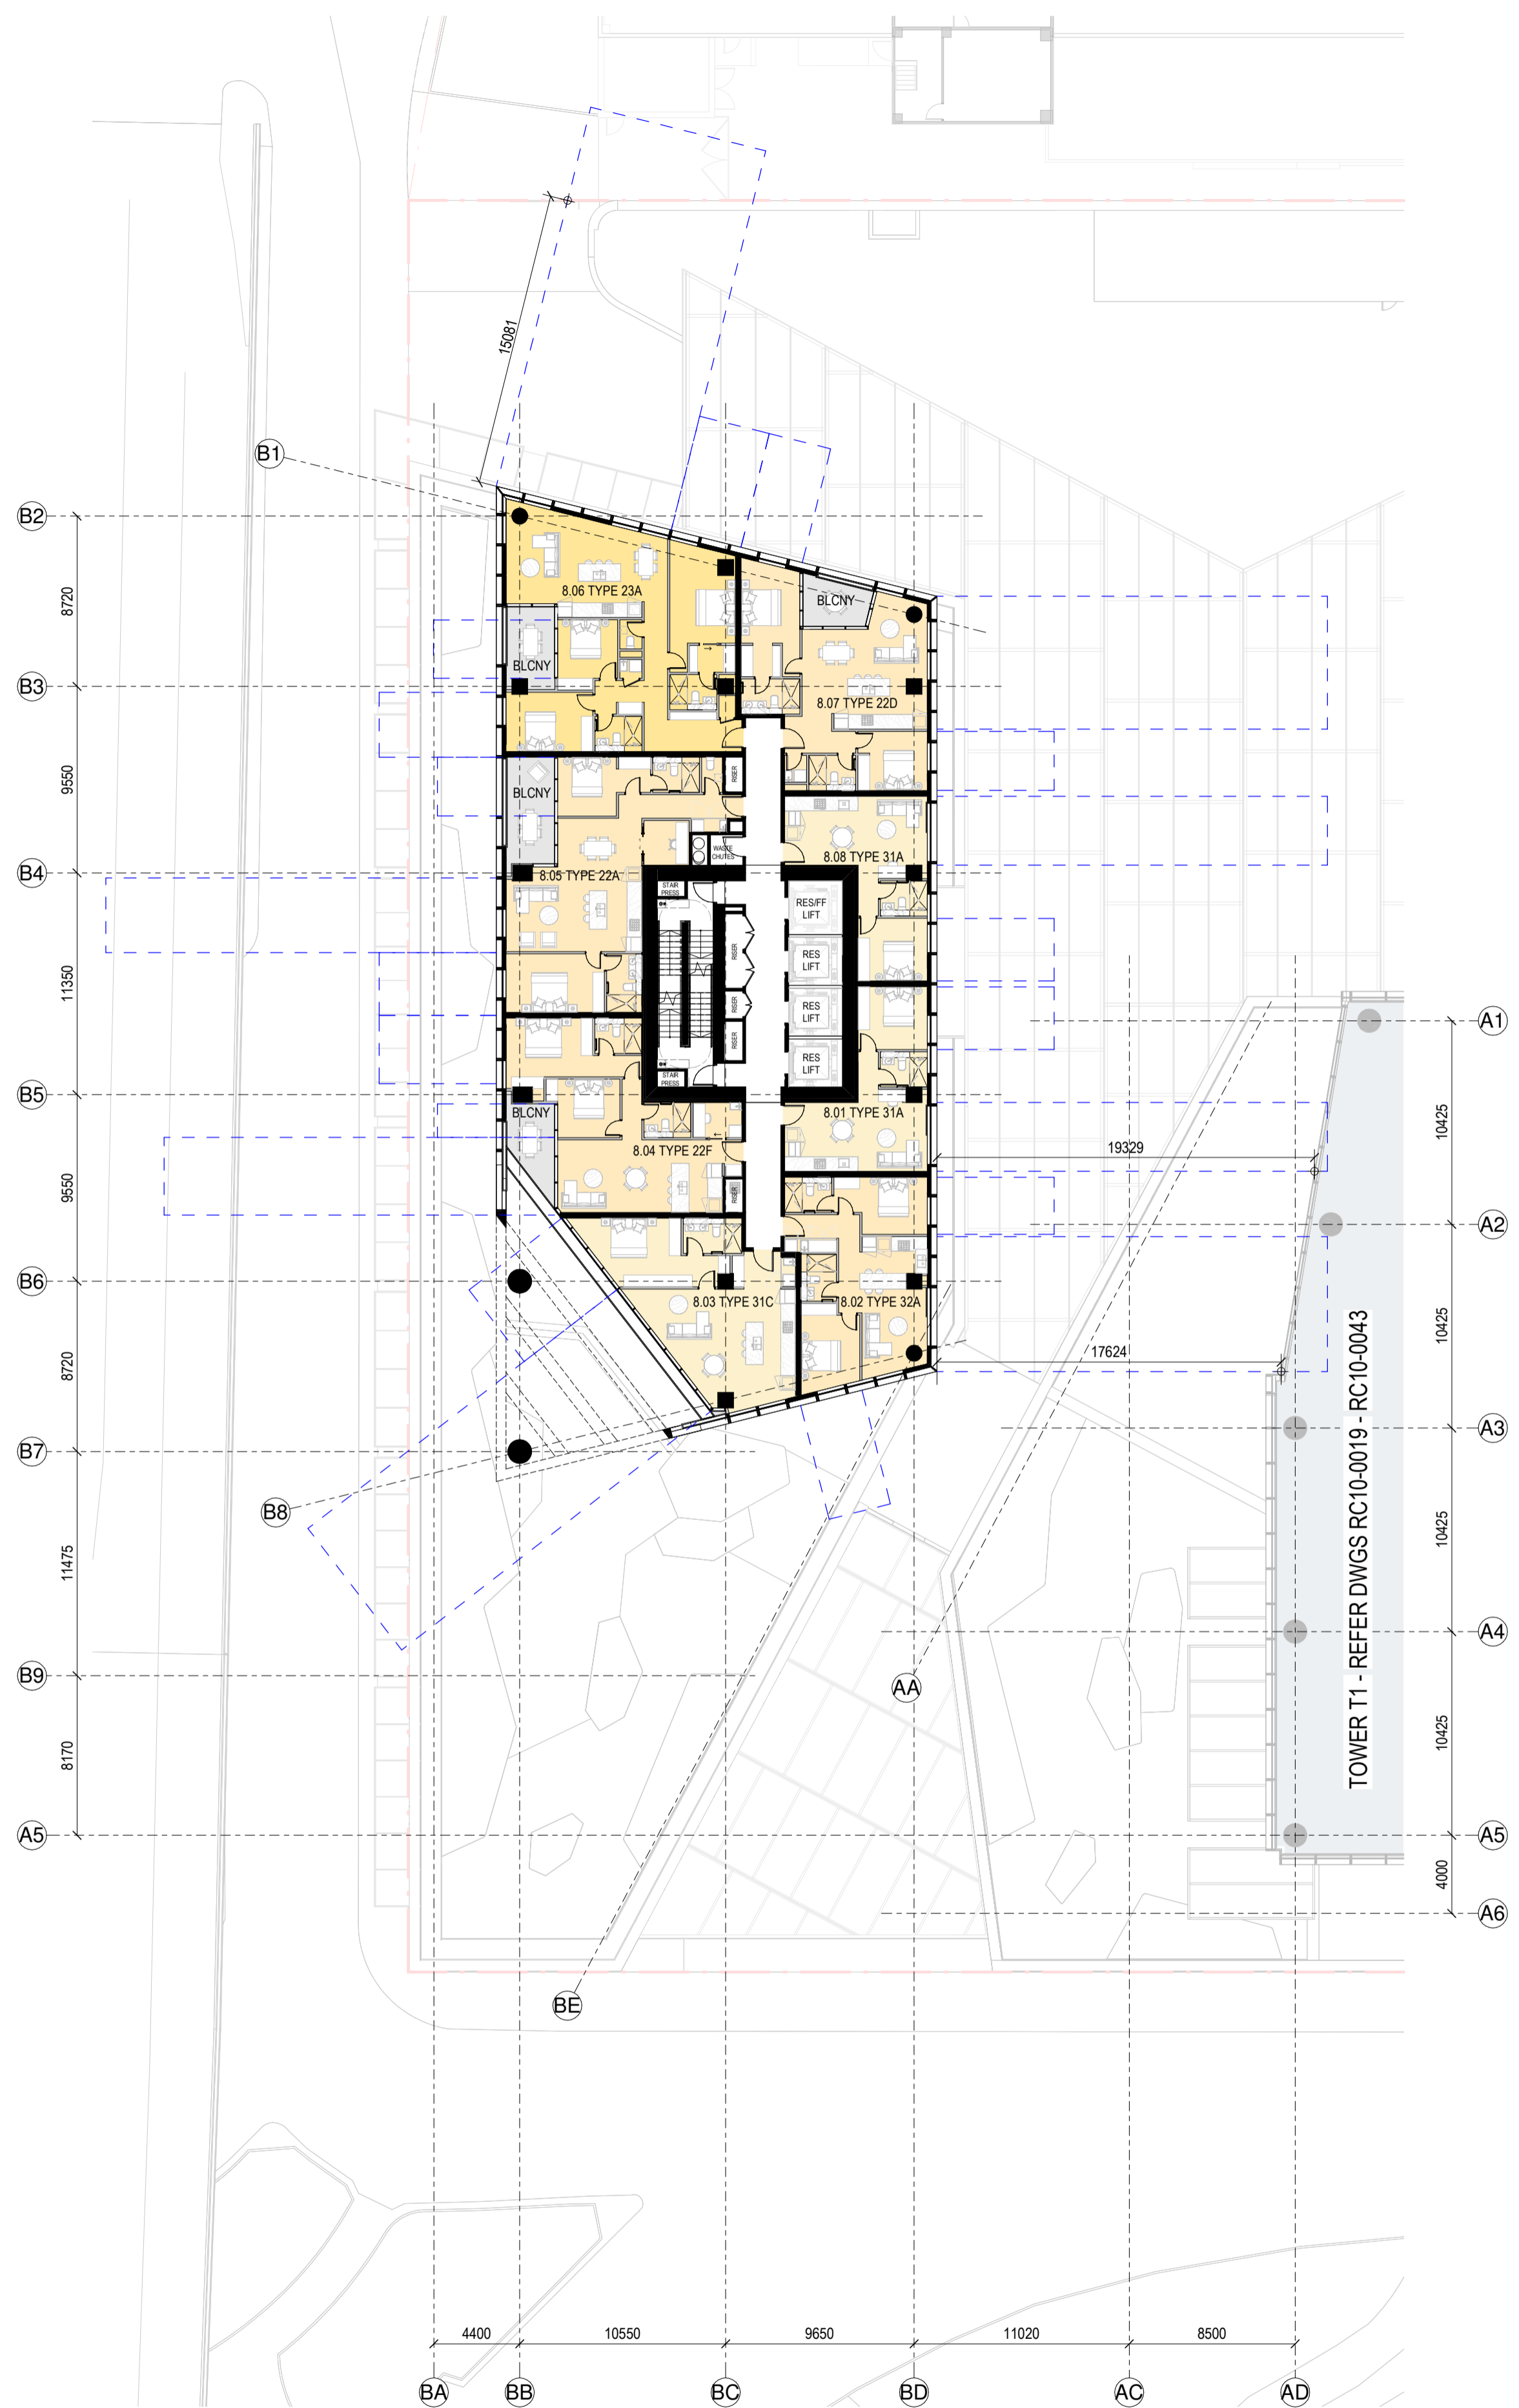 15081
B1
B2
8720
8.06 TYPE 23A
BLCNY
BLCNY
B3
8.07 TYPE 22D
9550
RISER
BLCNY
WASTE
CHUTES
8.08 TYPE 31A
B4
8.05 TYPE 22A
STAIR
PRESS
RES/FF
LIFT
RISER
RES
LIFT
11350
RISER
RES
LIFT
A1
RISER
RES
LIFT
STAIR
PRESS
B5
BLCNY
8.01 TYPE 31A
10425
8.04 TYPE 22F
19329
9550
RISER
A2
B6
8.03 TYPE 31C
8.02 TYPE 32A
17624
10425
8720
TOWER T1 - REFER DWGS RC10-0019 - RC10-0043
A3
B7
B8
10425
11475
A4
B9
AA
10425
8170
A5
A5
4000
A6
BE
4400
10550
9650
11020
8500
BA
BB
BC
BD
AC
AD